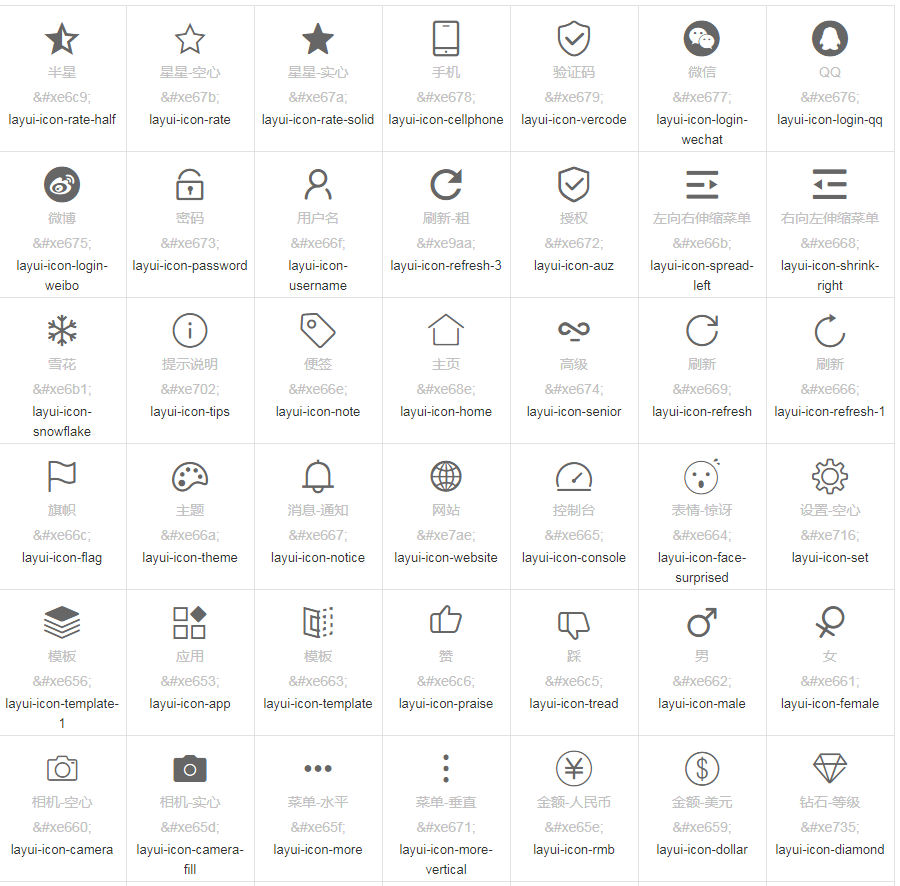 半星
&#xe6c9;
layui-icon-rate-half
星星-空心
&#xe67b;
layui-icon-rate
星星-实心
&#xe67a;
layui-icon-rate-solid
手机
&#xe678;
layui-icon-cellphone
验证码
&#xe679;
layui-icon-vercode
微信
&#xe677;
layui-icon-login-
wechat
QQ
&#xe676;
layui-icon-login-qq
微博
&#xe675;
layui-icon-login-
weibo
密码
&#xe673;
layui-icon-password
用户名
&#xe66f;
layui-icon-
username
刷新-粗
&#xe9aa;
layui-icon-refresh-3
授权
&#xe672;
layui-icon-auz
左向右伸缩菜单
&#xe66b;
layui-icon-spread-
left
右向左伸缩菜单
&#xe668;
layui-icon-shrink-
right
雪花
&#xe6b1;
layui-icon-
snowflake
提示说明
&#xe702;
layui-icon-tips
便签
&#xe66e;
layui-icon-note
主页
&#xe68e;
layui-icon-home
高级
&#xe674;
layui-icon-senior
刷新
&#xe669;
layui-icon-refresh
刷新
&#xe666;
layui-icon-refresh-1
旗帜
&#xe66c;
layui-icon-flag
主题
&#xe66a;
layui-icon-theme
消息-通知
&#xe667;
layui-icon-notice
网站
&#xe7ae;
layui-icon-website
控制台
&#xe665;
layui-icon-console
表情-惊讶
&#xe664;
layui-icon-face-
surprised
设置-空心
&#xe716;
layui-icon-set
模板
&#xe656;
layui-icon-template-
1
应用
&#xe653;
layui-icon-app
模板
&#xe663;
layui-icon-template
赞
&#xe6c6;
layui-icon-praise
踩
&#xe6c5;
layui-icon-tread
男
&#xe662;
layui-icon-male
女
&#xe661;
layui-icon-female
相机-空心
&#xe660;
layui-icon-camera
相机-实心
&#xe65d;
layui-icon-camera-
fill
菜单-水平
&#xe65f;
layui-icon-more
菜单-垂直
&#xe671;
layui-icon-more-
vertical
金额-人民币
&#xe65e;
layui-icon-rmb
金额-美元
&#xe659;
layui-icon-dollar
钻石-等级
&#xe735;
layui-icon-diamond